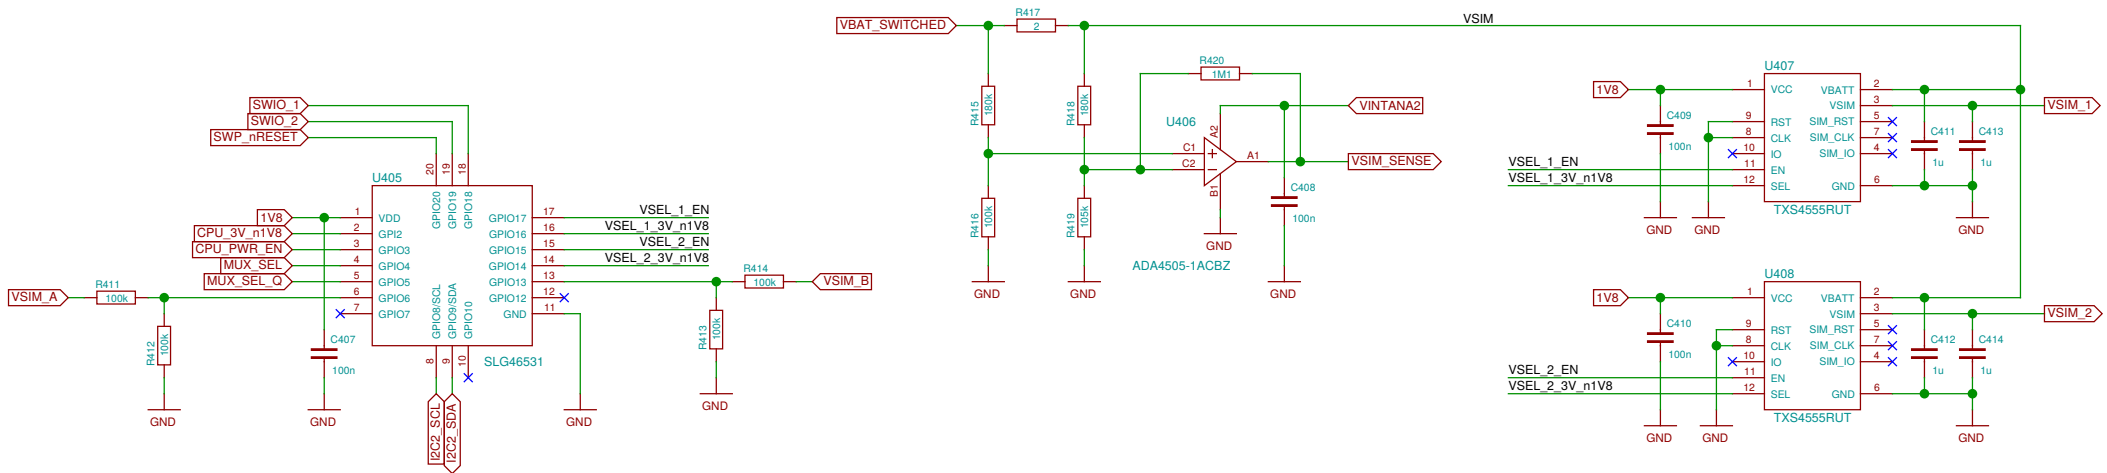 SWIO_1
SWIO_2
SWP_nRESET
20
19
18
U405
GPIO20
GPIO19
GPIO18
1V8
1
VDD
CPU_3V_n1V8
2
GPI2
CPU_PWR_EN
3
GPIO3
MUX_SEL
4
GPIO4
MUX_SEL_Q
5
GPIO5
VSIM_A
R411
100k
6
GPIO6
7
GPIO7
R412
100k
GND
C407
100n
GND
GPIO8/SCL
GPIO9/SDA
GPIO10
8
9
10
I2C2_SCL
I2C2_SDA
SLG46531
GPIO17
17
VSEL_1_EN
GPIO16
16
VSEL_1_3V_n1V8
GPIO15
15
VSEL_2_EN
GPIO14
14
VSEL_2_3V_n1V8
GPIO13
13
R414
100k
VSIM_B
GPIO12
12
GND
11
GND
R413
100k
GND
VBAT_SWITCHED
R417
2
VSIM
R420
1M1
R415
180k
R418
180k
VINTANA2
U406
A2
C1
+
C2
-
A1
B1
VSIM_SENSE
R416
100k
R419
105k
C408
100n
GND
ADA4505-1ACBZ
GND
GND
GND
U407
1V8
1
VCC
VBATT
2
VSIM
3
VSIM_1
C409
100n
9
RST
SIM_RST
5
8
CLK
SIM_CLK
7
10
IO
SIM_IO
4
C411
1u
C413
1u
VSEL_1_EN
11
EN
VSEL_1_3V_n1V8
12
SEL
GND
6
TXS4555RUT
GND
GND
GND
U408
1V8
1
VCC
VBATT
2
VSIM
3
VSIM_2
C410
100n
9
RST
SIM_RST
5
8
CLK
SIM_CLK
7
10
IO
SIM_IO
4
C412
1u
C414
1u
VSEL_2_EN
11
EN
VSEL_2_3V_n1V8
12
SEL
GND
6
TXS4555RUT
GND
GND
GND